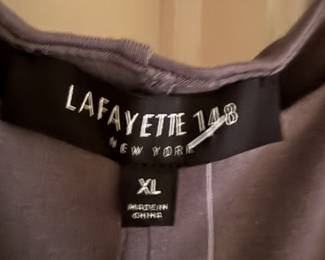 LAFAYETTE 148
NEW YORK
XL
MADE IN
CHINA